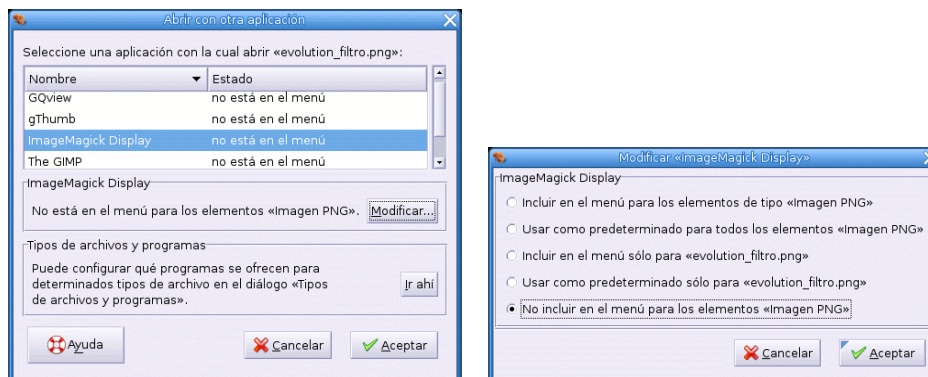 Abrir con otra aplicación
Seleccione una aplicación con la cual abrir «evolution_filtro.png»:
Nombre Estado
GQview no está en el menú
gThumb no está en el menú
ImageMagick Display no está en el menú
The GIMP no está en el menú
ImageMagick Display
No está en el menú para los elementos «Imagen PNG». Modificar...
Tipos de archivos y programas
Puede configurar qué programas se ofrecen para
determinados tipos de archivo en el diálogo «Tipos
de archivos y programas».
Ir ahí
Ayuda Cancelar Aceptar
Modificar «ImageMagick Display»
ImageMagick Display
Incluir en el menú para los elementos de tipo «Imagen PNG»
Usar como predeterminado para todos los elementos «Imagen PNG»
Incluir en el menú sólo para «evolution_filtro.png»
Usar como predeterminado sólo para «evolution_filtro.png»
No incluir en el menú para los elementos «Imagen PNG»
Cancelar Aceptar